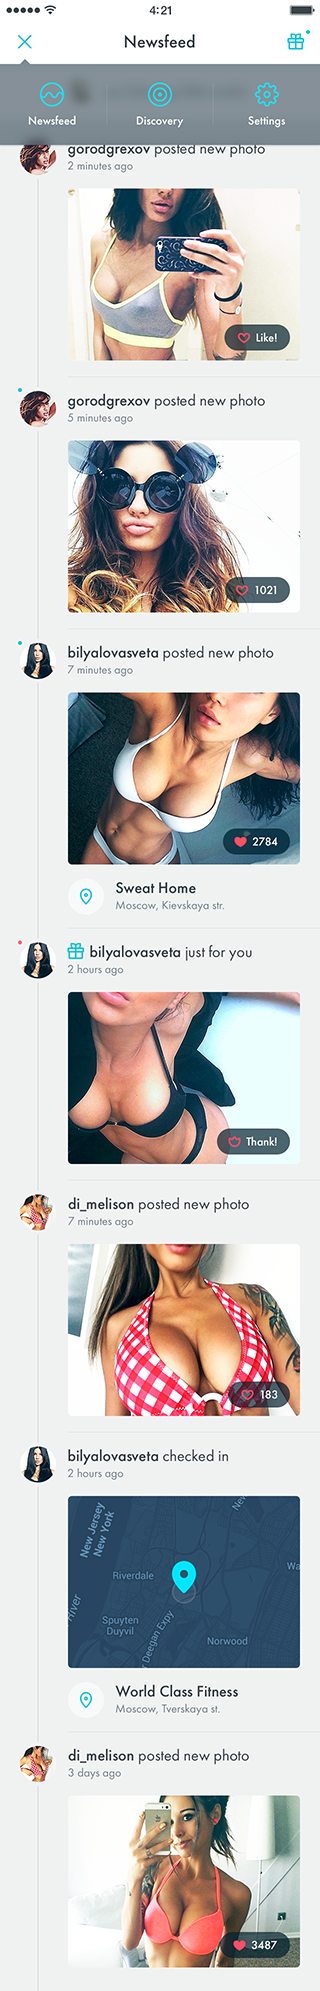 4:21
Newsfeed
Newsfeed Discovery Settings
gorodgrexov posted new photo
2 minutes ago
Like!
gorodgrexov posted new photo
5 minutes ago
1021
bilyalovasveta posted new photo
7 minutes ago
2784
Sweat Home
Moscow, Kievskaya str.
bilyalovasveta just for you
2 hours ago
Thank!
di_melison posted new photo
7 minutes ago
183
bilyalovasveta checked in
2 hours ago
New Jersey
New York
Riverdale
River
Spuyten
Duyvil
Deegan Expy
Norwood
World Class Fitness
Moscow, Tverskaya st.
di_melison posted new photo
3 days ago
3487